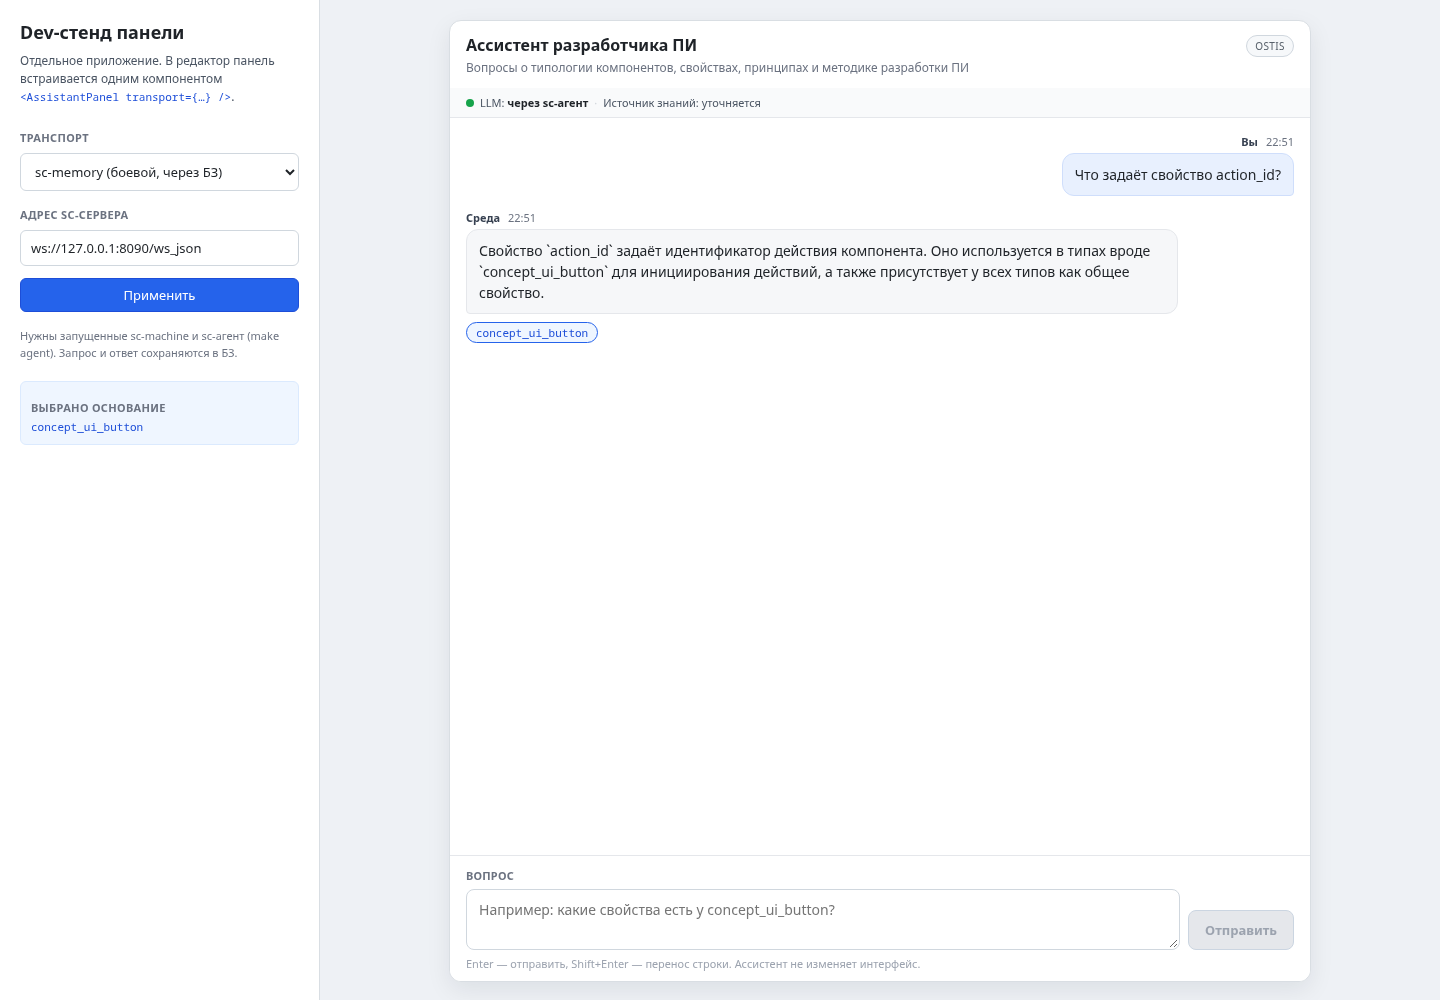 Dev-стенд панели
Отдельное приложение. В редактор панель
встраивается одним компонентом
<AssistantPanel transport={…} />.
ТРАНСПОРТ
sc-memory (боевой, через БЗ)
АДРЕС SC-СЕРВЕРА
ws://127.0.0.1:8090/ws_json
Применить
Нужны запущенные sc-machine и sc-агент (make
agent). Запрос и ответ сохраняются в БЗ.
ВЫБРАНО ОСНОВАНИЕ
concept_ui_button
Ассистент разработчика ПИ
OSTIS
Вопросы о типологии компонентов, свойствах, принципах и методике разработки ПИ
LLM: через sc-агент · Источник знаний: уточняется
Вы 22:51
Что задаёт свойство action_id?
Среда 22:51
Свойство `action_id` задаёт идентификатор действия компонента. Оно используется в типах вроде
`concept_ui_button` для инициирования действий, а также присутствует у всех типов как общее
свойство.
concept_ui_button
ВОПРОС
Например: какие свойства есть у concept_ui_button?
Отправить
Enter — отправить, Shift+Enter — перенос строки. Ассистент не изменяет интерфейс.